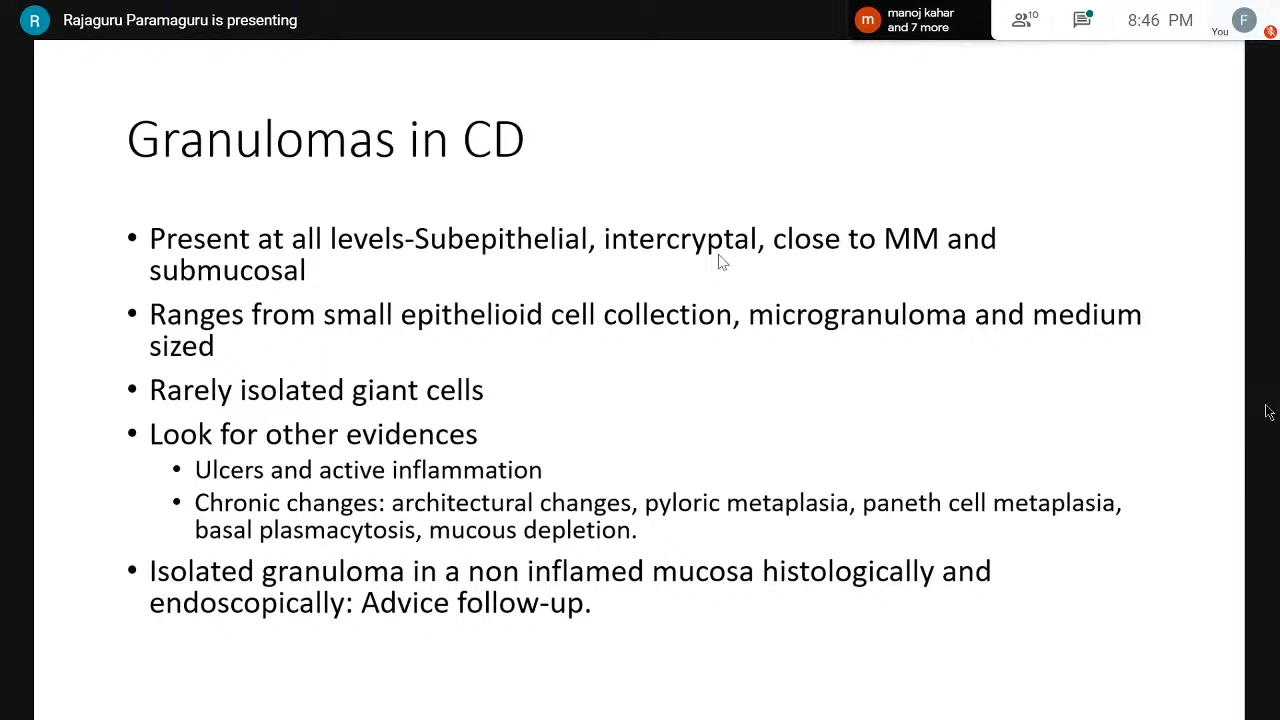 R Rajaguru Paramaguru is presenting
m manoj kahar
and 7 more
10
8:46 PM
You
F
Granulomas in CD
• Present at all levels-Subepithelial, intercryptal, close to MM and
submucosal
• Ranges from small epithelioid cell collection, microgranuloma and medium
sized
• Rarely isolated giant cells
• Look for other evidences
• Ulcers and active inflammation
• Chronic changes: architectural changes, pyloric metaplasia, paneth cell metaplasia,
basal plasmacytosis, mucous depletion.
• Isolated granuloma in a non inflamed mucosa histologically and
endoscopically: Advice follow-up.